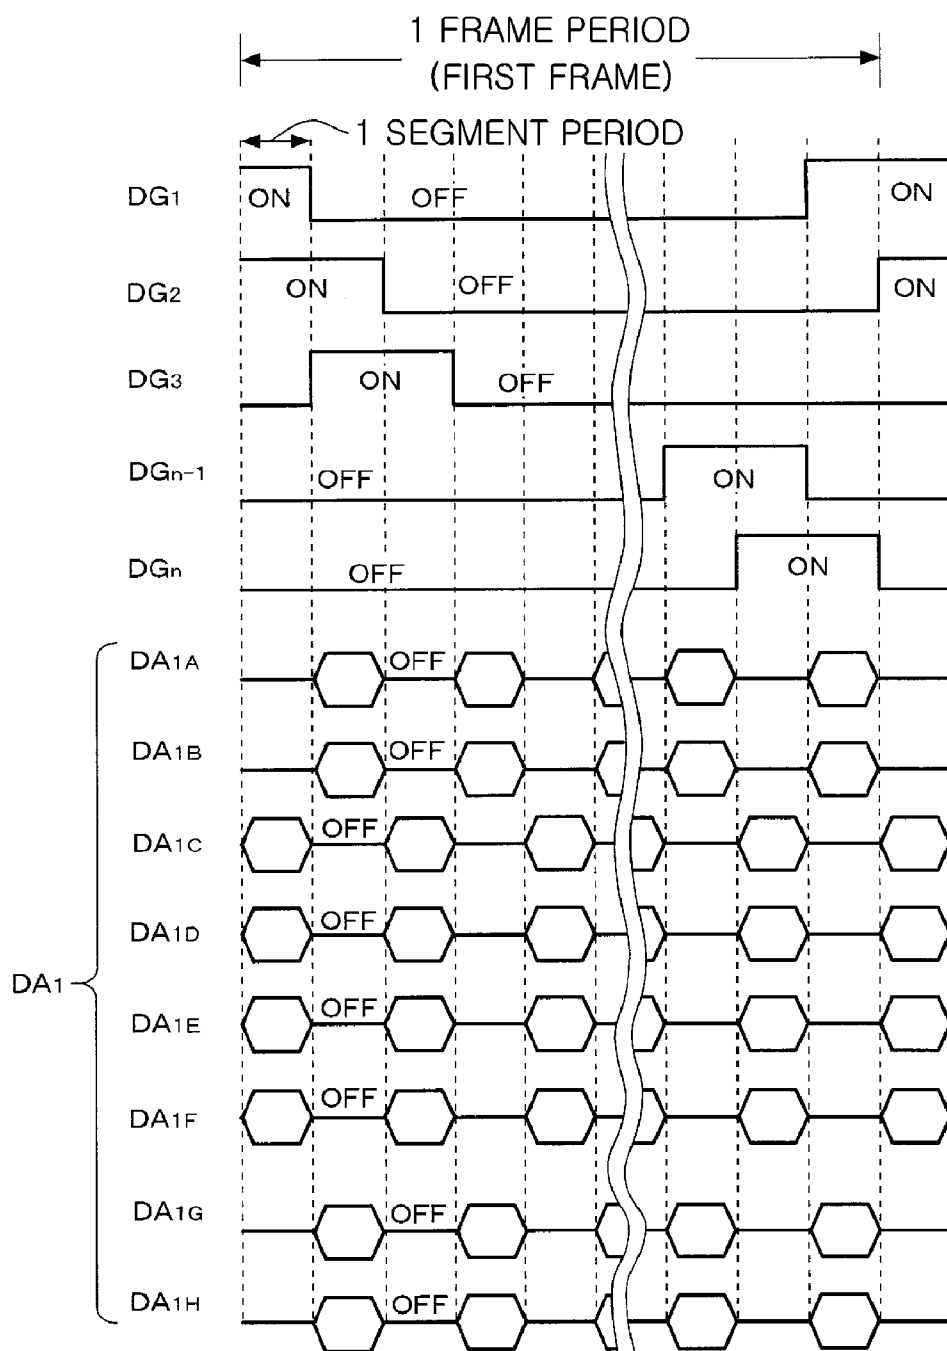 1 FRAME PERIOD
(FIRST FRAME)
1 SEGMENT PERIOD
DG1 ON OFF ON
DG2 ON OFF ON
DG3 ON OFF
DGn-1 OFF ON
DGn OFF ON
DA1A OFF
DA1B OFF
DA1C OFF
DA1D OFF
DA1
DA1E OFF
DA1F OFF
DA1G OFF
DA1H OFF